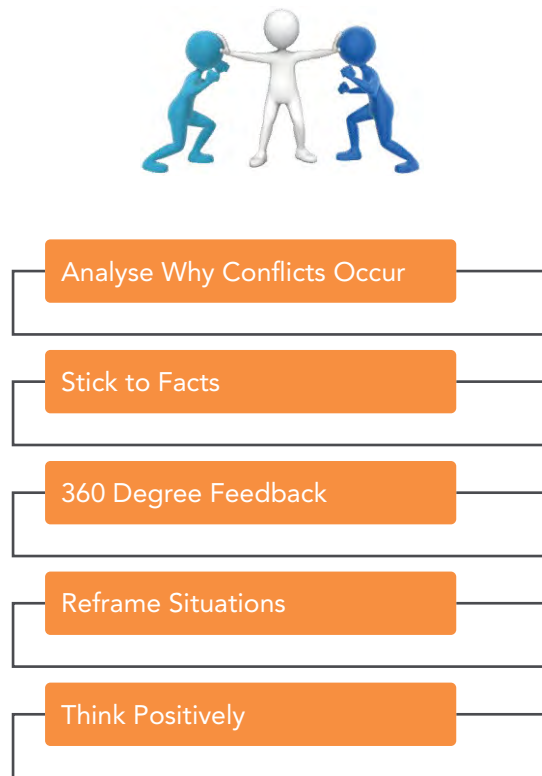 Analyse Why Conflicts Occur
Stick to Facts
360 Degree Feedback
Reframe Situations
Think Positively